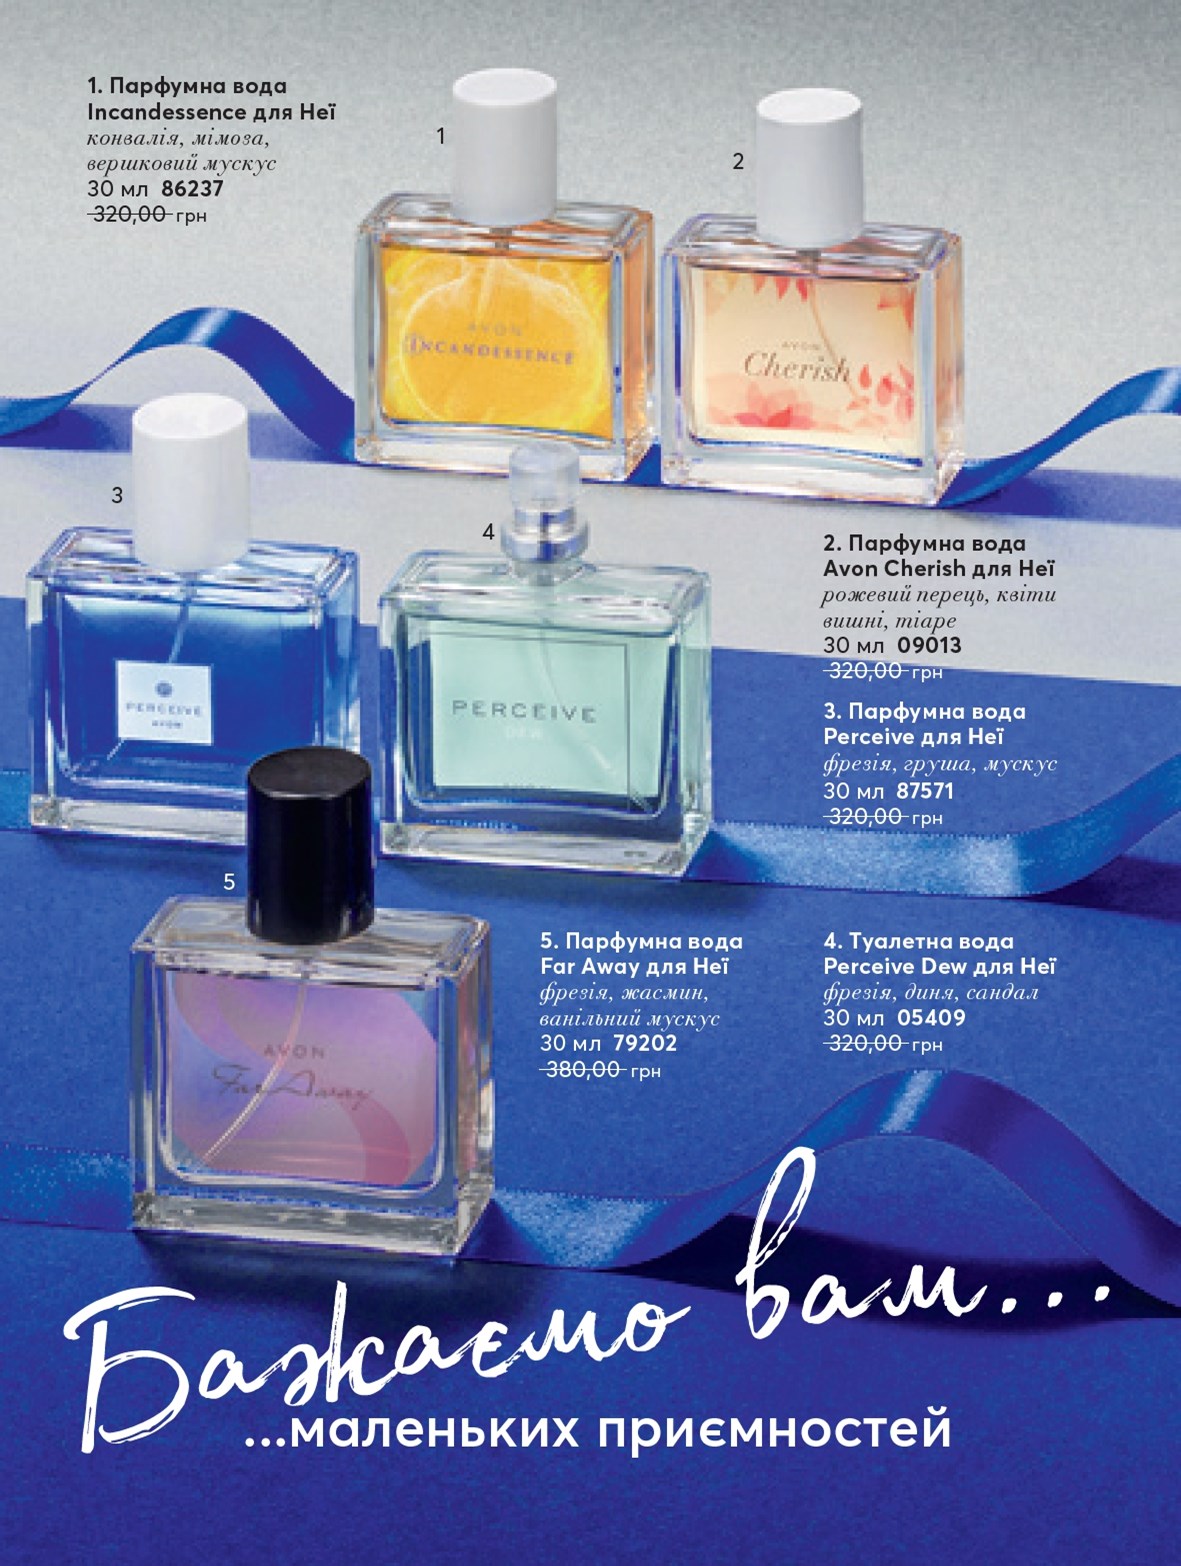 1. Парфумна вода
Incandessence для Неї
конвалія, мімоза,
вершковий мускус
30 мл 86237
320,00 грн
1
2
AVON
INCANDESSENCE
AVON
Cherish
3
4
PERCEIVE
AVON
PERCEIVE
DEW
2. Парфумна вода
Avon Cherish для Неї
рожевий перець, квіти
вишні, тіаре
30 мл 09013
320,00 грн
3. Парфумна вода
Perceive для Неї
фрезія, груша, мускус
30 мл 87571
320,00 грн
5
AVON
Far Away
5. Парфумна вода
Far Away для Неї
фрезія, жасмин,
ванільний мускус
30 мл 79202
380,00 грн
4. Туалетна вода
Perceive Dew для Неї
фрезія, диня, сандал
30 мл 05409
320,00 грн
Бажаємо вам...
...маленьких приємностей